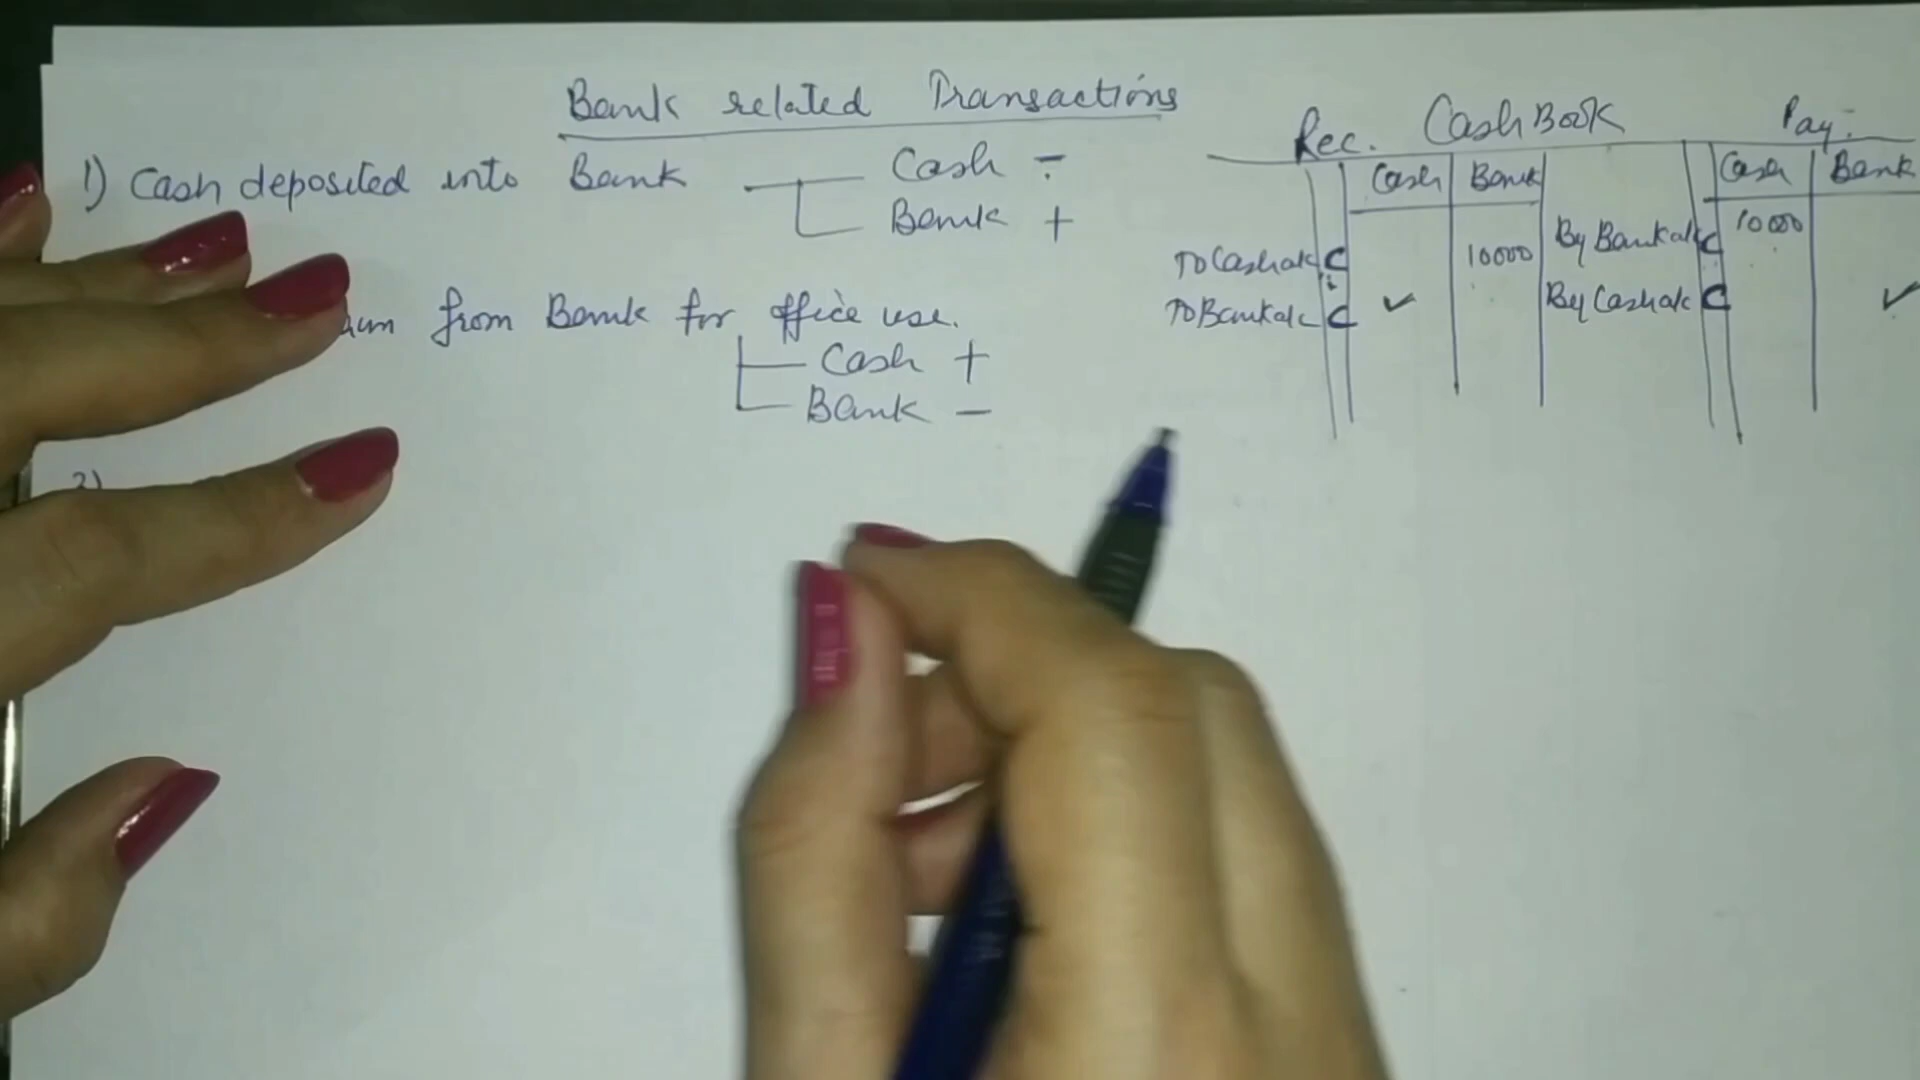 Bank related Transactions
1) Cash deposited into Bank
Cash -
Bank +
from Bank for office use.
Cash +
Bank -
3)
Rec. Cash Book Pay.
Cash Bank Cash Bank
To Cash a/c C 10000 By Bank a/c C 10000
To Bank a/c C ✓ By Cash a/c C ✓